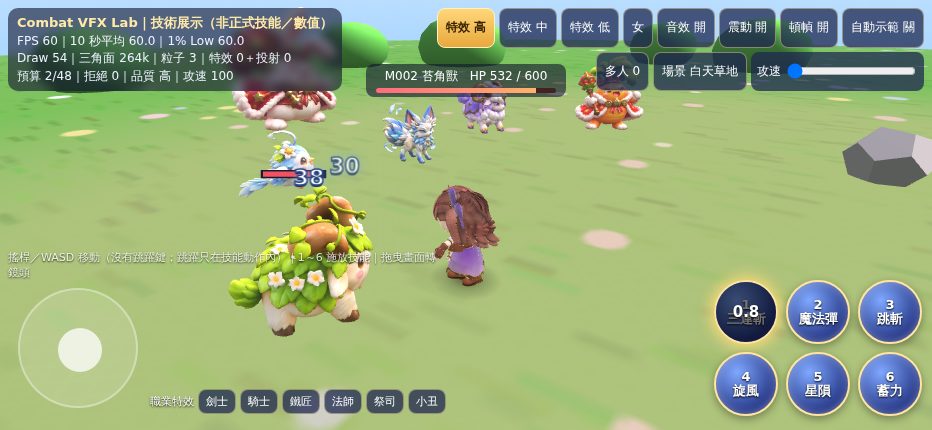 Combat VFX Lab｜技術展示（非正式技能／數值）
FPS 60｜10 秒平均 60.0｜1% Low 60.0
Draw 54｜三角面 264k｜粒子 3｜特效 0＋投射 0
預算 2/48｜拒絕 0｜品質 高｜攻速 100
特效 高
特效 中
特效 低
女
音效 開
震動 開
頓幀 開
自動示範 關
多人 0
場景 白天草地
攻速
M002 苔角獸 HP 532 / 600
30
38
搖桿／WASD 移動（沒有跳躍鍵；跳躍只在技能動作內）｜1～6 施放技能｜拖曳畫面轉
鏡頭
1
三連斬
0.8
2
魔法彈
3
跳斬
4
旋風
5
星隕
6
蓄力
職業特效
劍士
騎士
鐵匠
法師
祭司
小丑